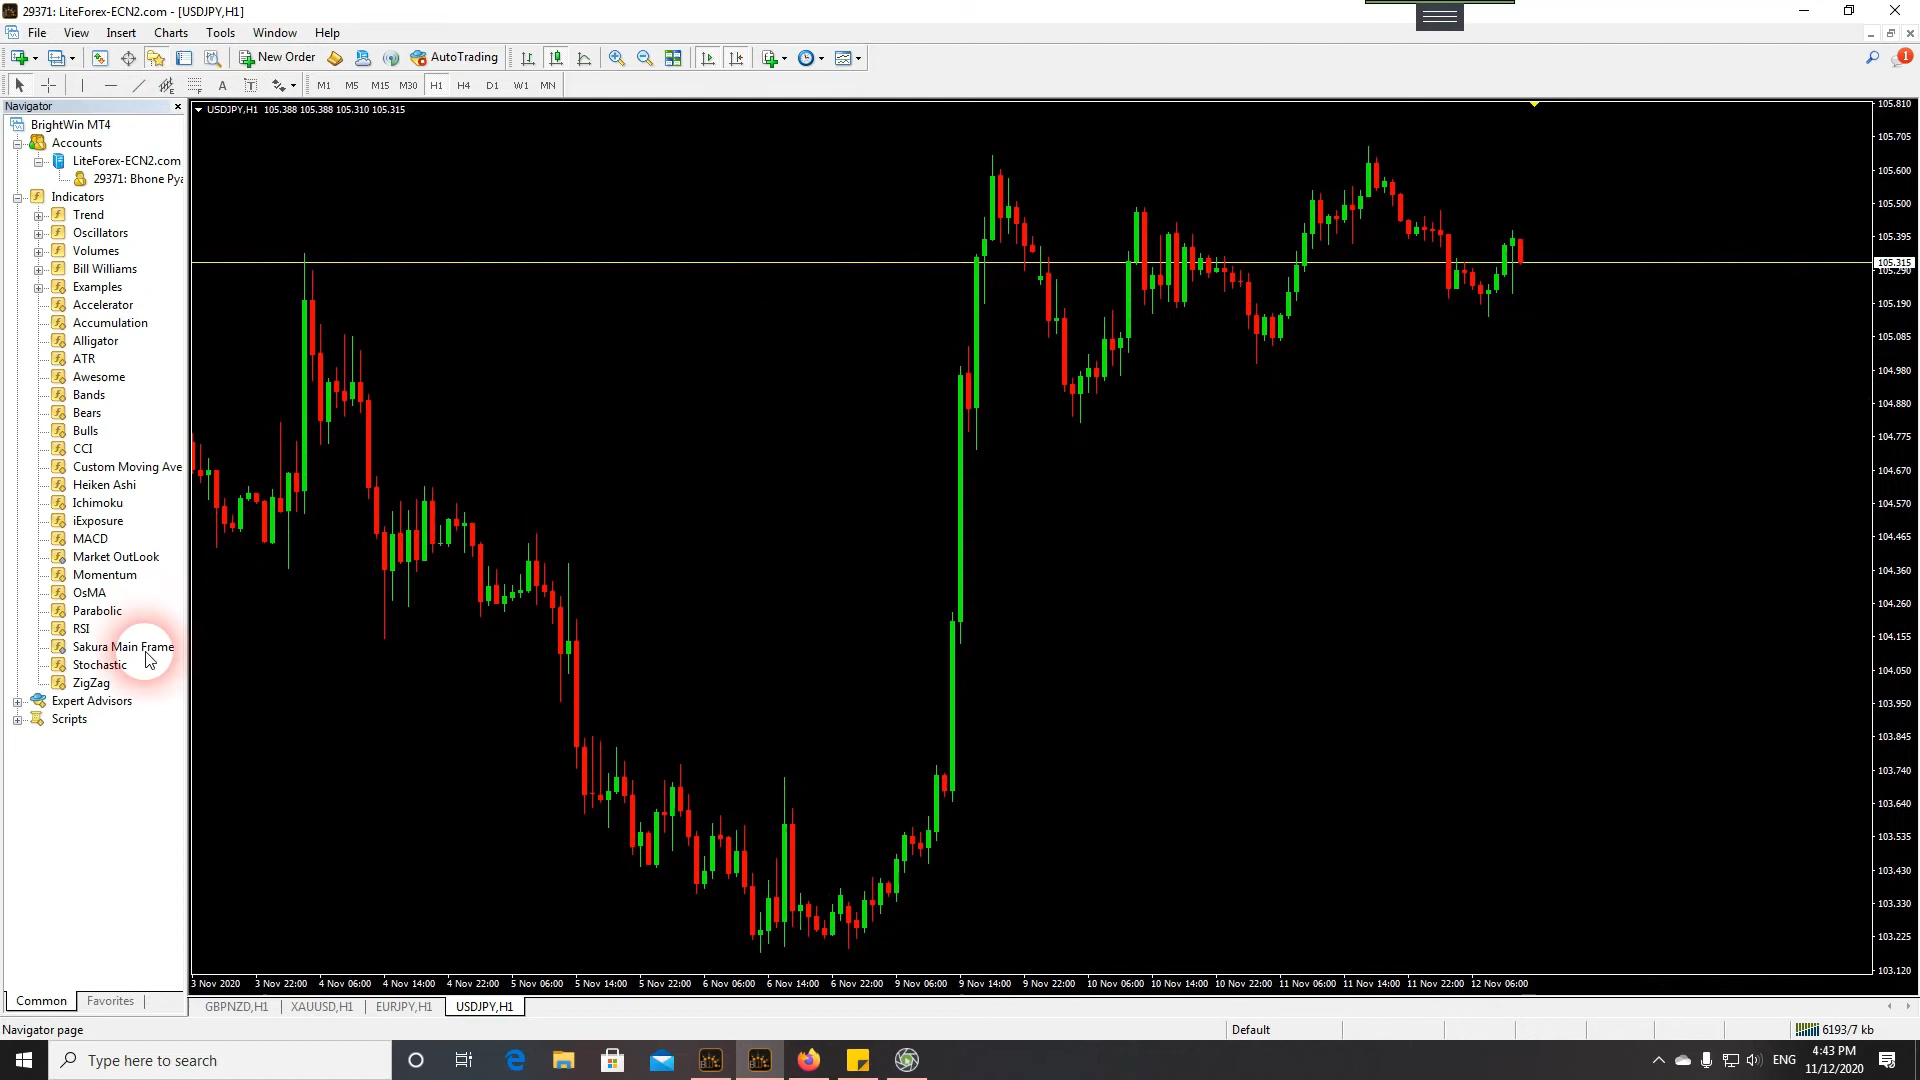 29371: LiteForex-ECN2.com - [USDJPY,H1]
File View Insert Charts Tools Window Help
New Order
AutoTrading
1
A T M1 M5 M15 M30 H1 H4 D1 W1 MN
Navigator
BrightWin MT4
Accounts
LiteForex-ECN2.com
29371: Bhone Pya
Indicators
Trend
Oscillators
Volumes
Bill Williams
Examples
Accelerator
Accumulation
Alligator
ATR
Awesome
Bands
Bears
Bulls
CCI
Custom Moving Ave
Heiken Ashi
Ichimoku
iExposure
MACD
Market OutLook
Momentum
OsMA
Parabolic
RSI
Sakura Main Frame
Stochastic
ZigZag
Expert Advisors
Scripts
Common Favorites
USDJPY,H1 105.388 105.388 105.310 105.315
105.810
105.705
105.600
105.500
105.395
105.315
105.290
105.190
105.085
104.980
104.880
104.775
104.670
104.570
104.465
104.360
104.260
104.155
104.050
103.950
103.845
103.740
103.640
103.535
103.430
103.330
103.225
103.120
3 Nov 2020 3 Nov 22:00 4 Nov 06:00 4 Nov 14:00 4 Nov 22:00 5 Nov 06:00 5 Nov 14:00 5 Nov 22:00 6 Nov 06:00 6 Nov 14:00 6 Nov 22:00 9 Nov 06:00 9 Nov 14:00 9 Nov 22:00 10 Nov 06:00 10 Nov 14:00 10 Nov 22:00 11 Nov 06:00 11 Nov 14:00 11 Nov 22:00 12 Nov 06:00
GBPNZD,H1 XAUUSD,H1 EURJPY,H1 USDJPY,H1
Navigator page
Default
6193/7 kb
Type here to search
ENG
4:43 PM
11/12/2020